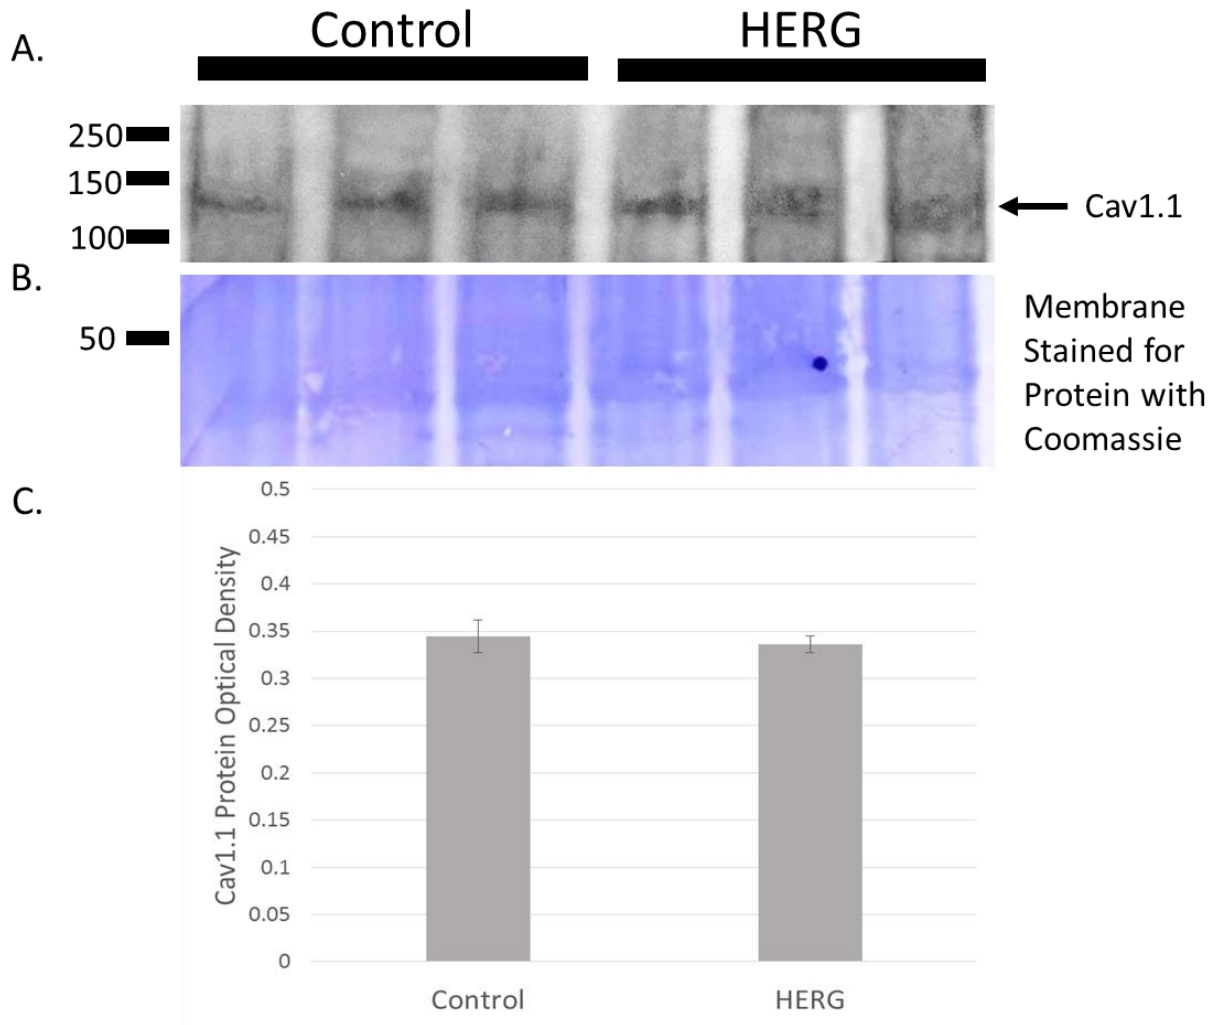 A.
Control
HERG
250
150
100
Cav1.1
B.
50
Membrane
Stained for
Protein with
Coomassie
C.
Cav1.1 Protein Optical Density
0.5
0.45
0.4
0.35
0.3
0.25
0.2
0.15
0.1
0.05
0
Control
HERG